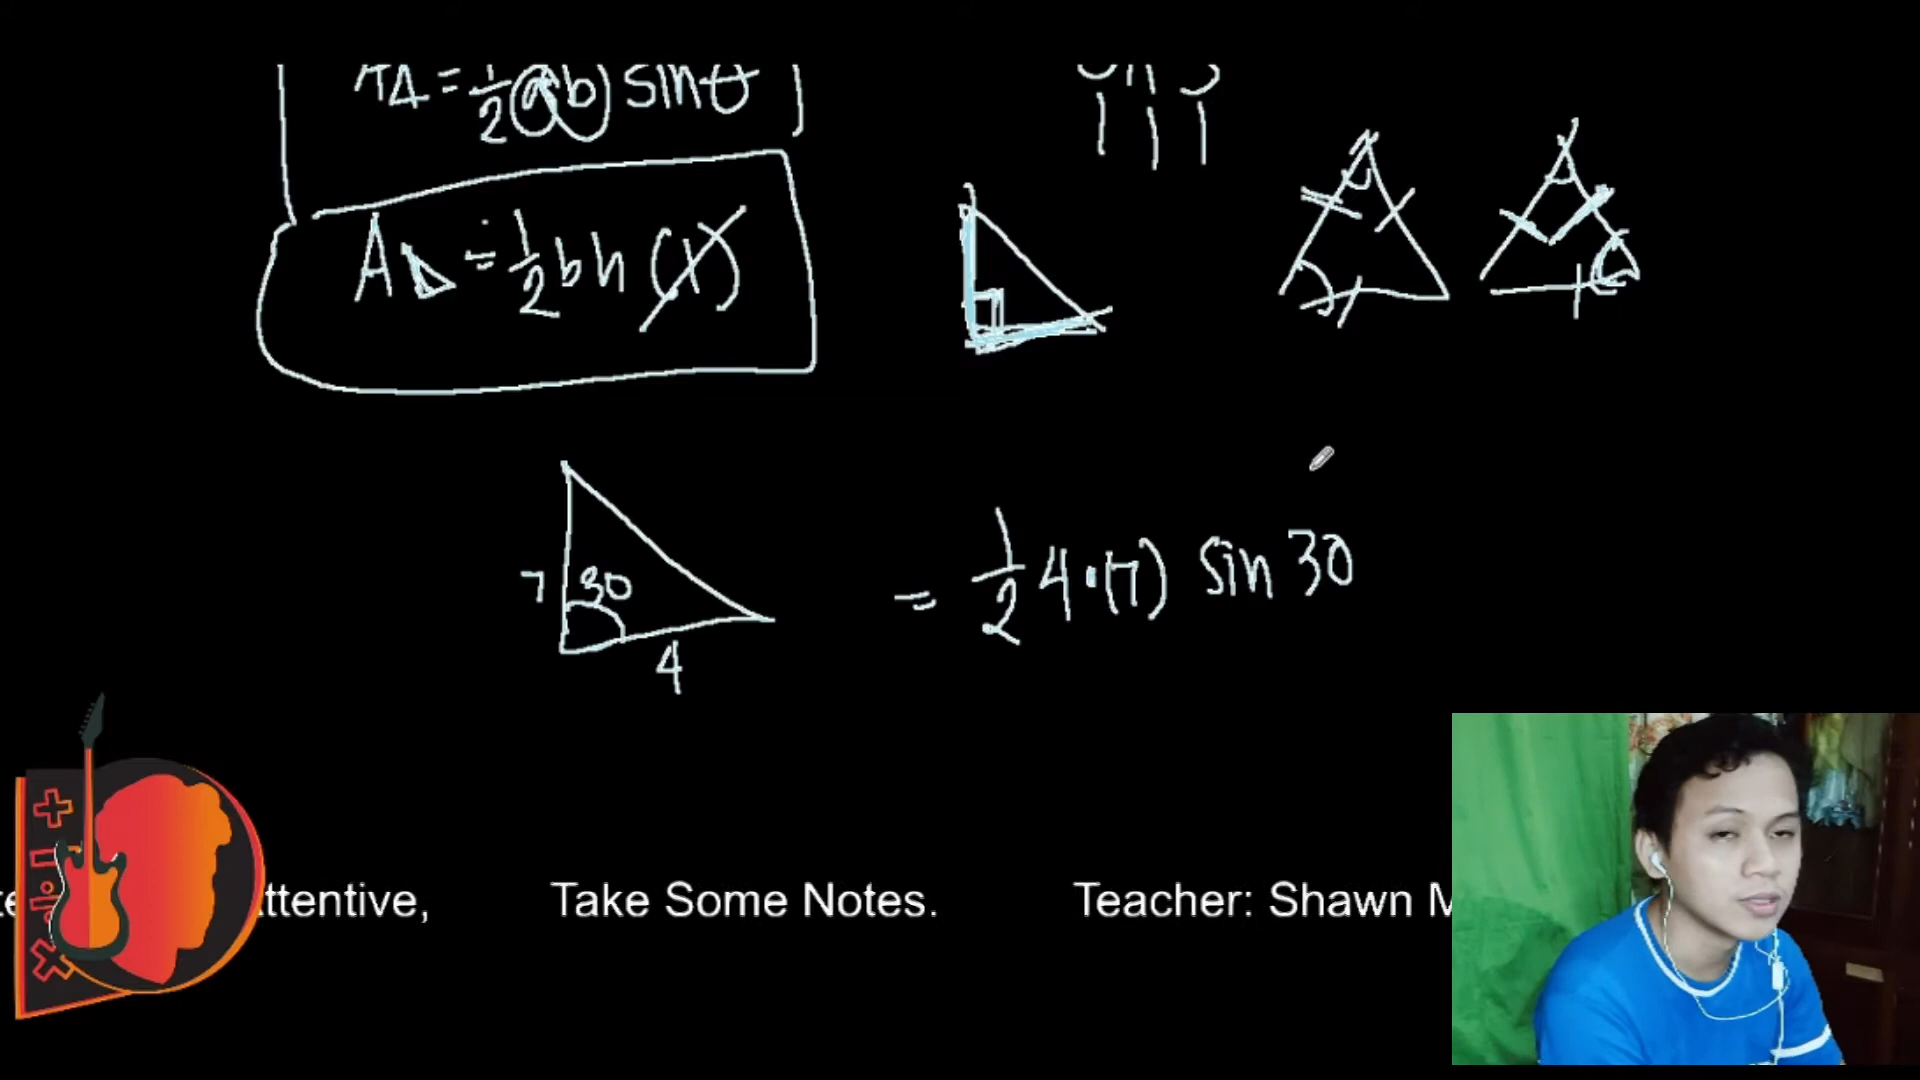 A△ = 1/2 (ab) sinθ
A△ = 1/2 bh (1)
7 30
4
= 1/2 4·(7) sin 30
ttentive, Take Some Notes. Teacher: Shawn M